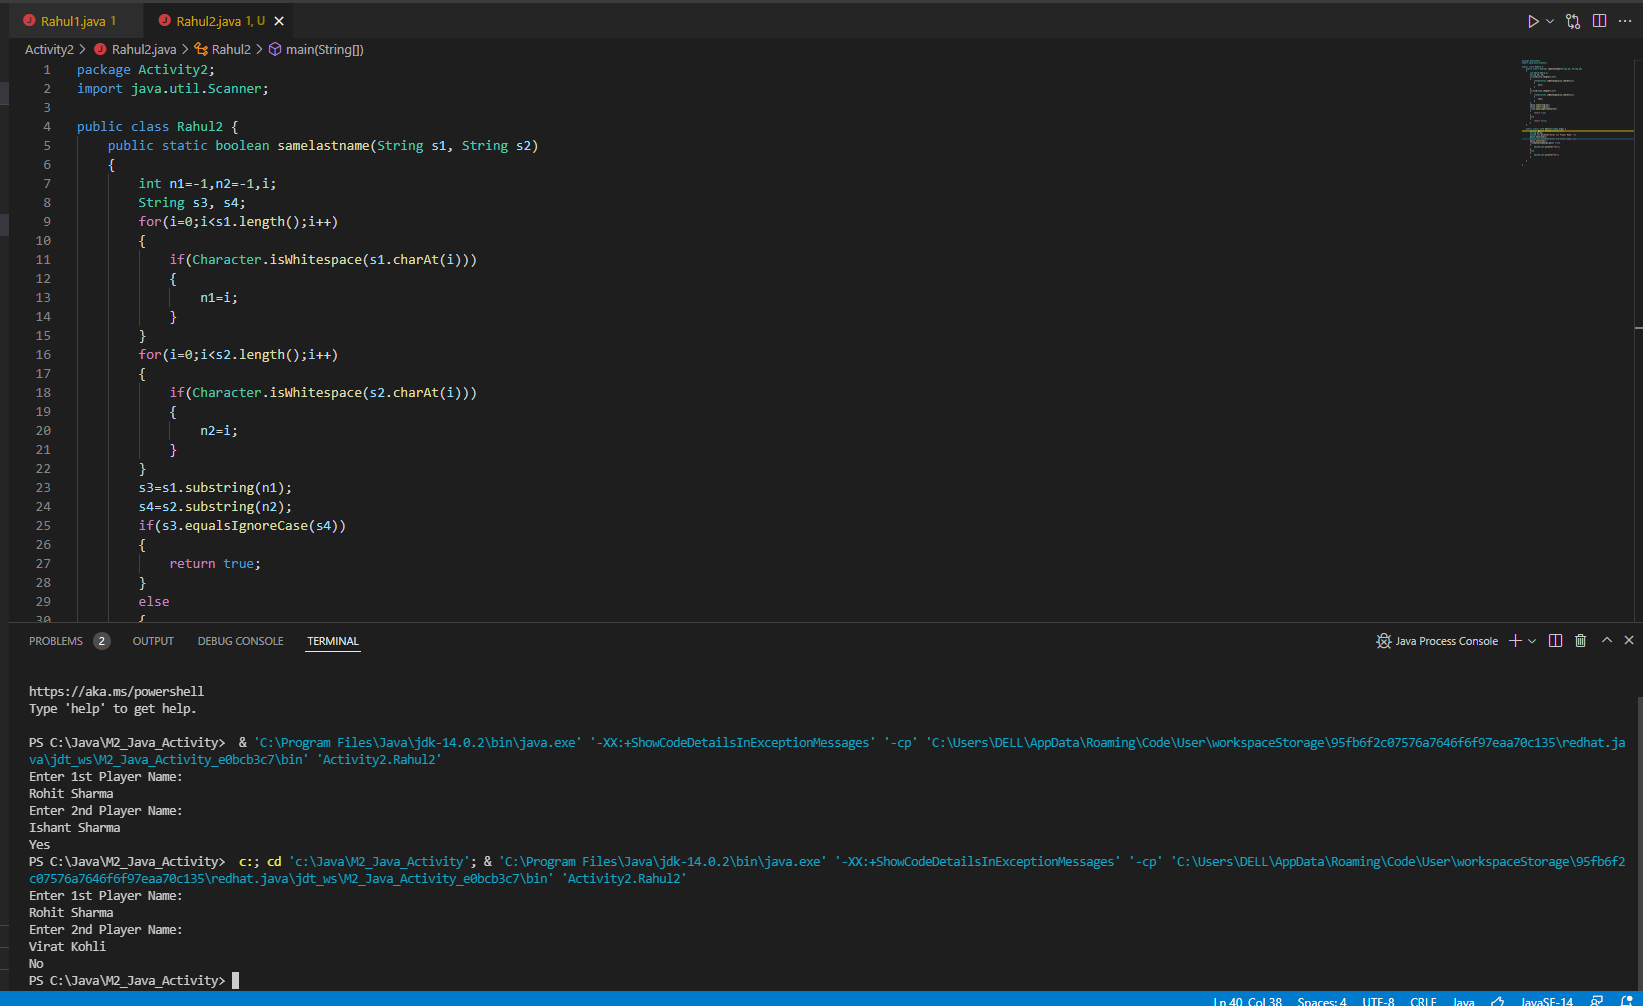 Rahul1.java 1
Rahul2.java 1, U
Activity2 > Rahul2.java > Rahul2 > main(String[])
1 package Activity2;
2 import java.util.Scanner;
3
4 public class Rahul2 {
5 public static boolean samelastname(String s1, String s2)
6 {
7 int n1=-1,n2=-1,i;
8 String s3, s4;
9 for(i=0;i<s1.length();i++)
10 {
11 if(Character.isWhitespace(s1.charAt(i)))
12 {
13 n1=i;
14 }
15 }
16 for(i=0;i<s2.length();i++)
17 {
18 if(Character.isWhitespace(s2.charAt(i)))
19 {
20 n2=i;
21 }
22 }
23 s3=s1.substring(n1);
24 s4=s2.substring(n2);
25 if(s3.equalsIgnoreCase(s4))
26 {
27 return true;
28 }
29 else
30 {
PROBLEMS 2 OUTPUT DEBUG CONSOLE TERMINAL Java Process Console
https://aka.ms/powershell
Type 'help' to get help.
PS C:\Java\M2_Java_Activity> & 'C:\Program Files\Java\jdk-14.0.2\bin\java.exe' '-XX:+ShowCodeDetailsInExceptionMessages' '-cp' 'C:\Users\DELL\AppData\Roaming\Code\User\workspaceStorage\95fb6f2c07576a7646f6f97eaa70c135\redhat.ja
va\jdt_ws\M2_Java_Activity_e0bcb3c7\bin' 'Activity2.Rahul2'
Enter 1st Player Name:
Rohit Sharma
Enter 2nd Player Name:
Ishant Sharma
Yes
PS C:\Java\M2_Java_Activity> c:; cd 'c:\Java\M2_Java_Activity'; & 'C:\Program Files\Java\jdk-14.0.2\bin\java.exe' '-XX:+ShowCodeDetailsInExceptionMessages' '-cp' 'C:\Users\DELL\AppData\Roaming\Code\User\workspaceStorage\95fb6f2
c07576a7646f6f97eaa70c135\redhat.java\jdt_ws\M2_Java_Activity_e0bcb3c7\bin' 'Activity2.Rahul2'
Enter 1st Player Name:
Rohit Sharma
Enter 2nd Player Name:
Virat Kohli
No
PS C:\Java\M2_Java_Activity>
Ln 40, Col 38 Spaces: 4 UTF-8 CRLF Java JavaSE-14